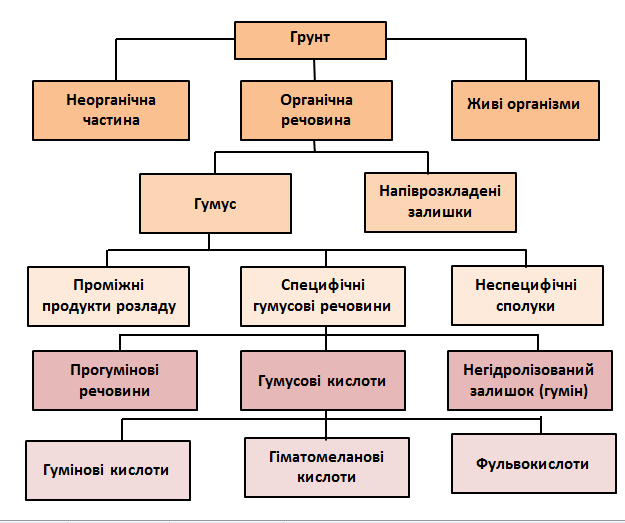 Грунт
Неорганічна
частина
Органічна
речовина
Живі організми
Гумус
Напіврозкладені
залишки
Проміжні
продукти розладу
Специфічні
гумусові речовини
Неспецифічні
сполуки
Прогумінові
речовини
Гумусові кислоти
Негідролізований
залишок (гумін)
Гумінові кислоти
Гіматомеланові
кислоти
Фульвокислоти